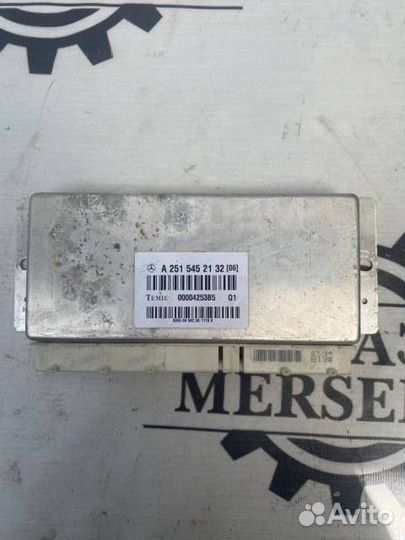 A 251 545 21 32 [06]
TEMIC 0000425385 Q1
MERSE
Avito